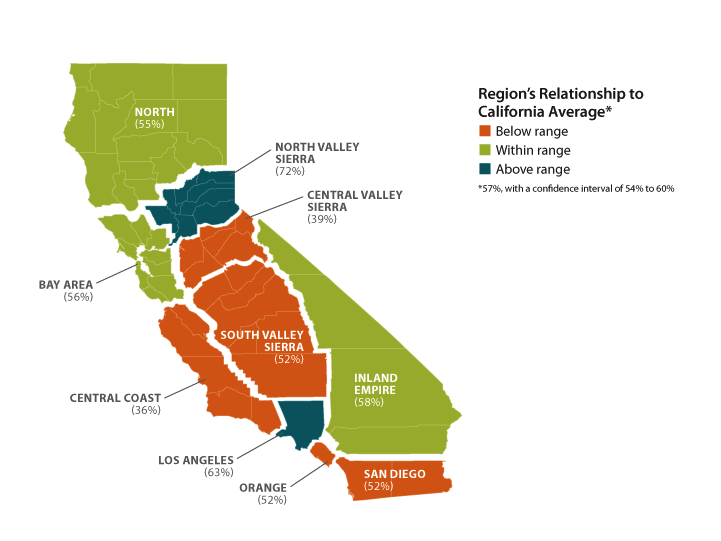 Region's Relationship to
California Average*
Below range
Within range
Above range
*57%, with a confidence interval of 54% to 60%
NORTH
(55%)
NORTH VALLEY
SIERRA
(72%)
CENTRAL VALLEY
SIERRA
(39%)
BAY AREA
(56%)
SOUTH VALLEY
SIERRA
(52%)
INLAND
EMPIRE
(58%)
CENTRAL COAST
(36%)
LOS ANGELES
(63%)
ORANGE
(52%)
SAN DIEGO
(52%)